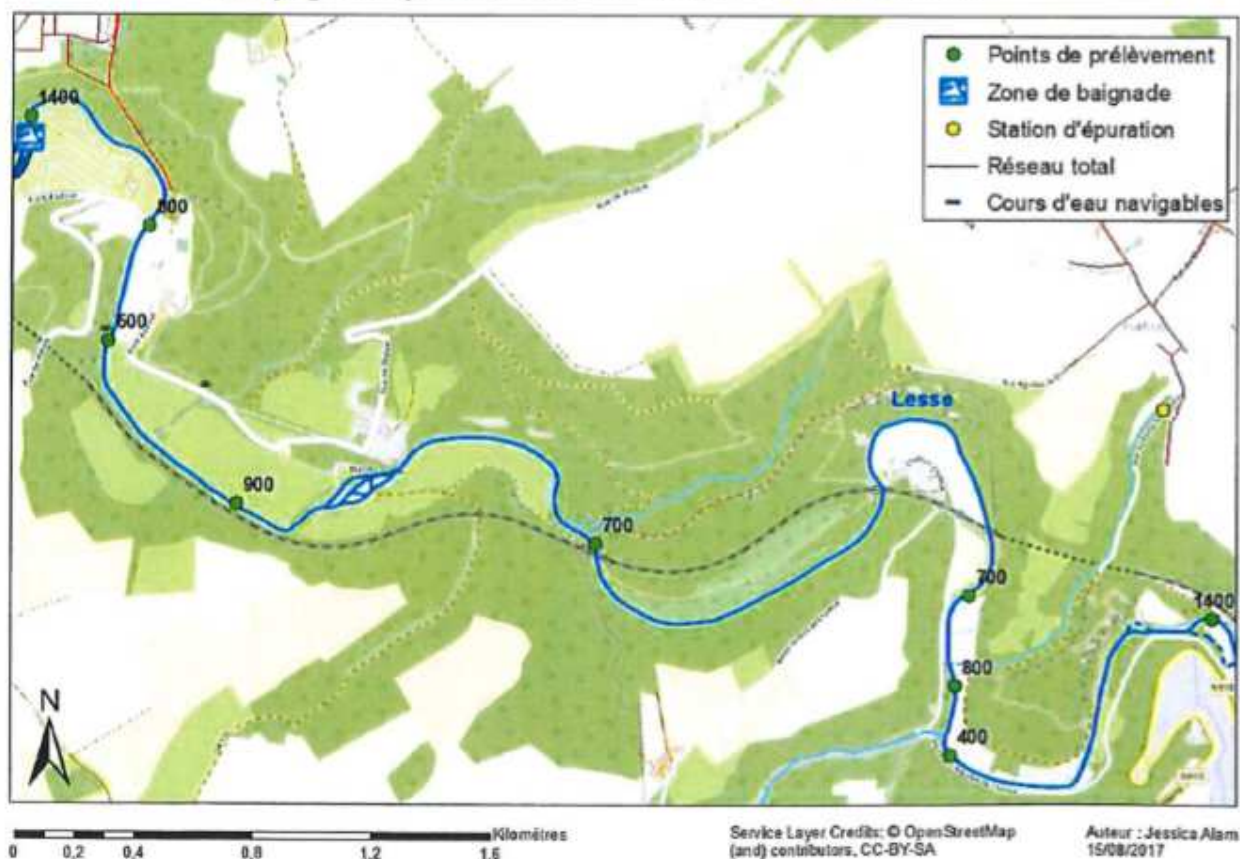 Points de prélèvement
Zone de baignade
Station d'épuration
Réseau total
Cours d'eau navigables
1400
800
500
900
700
Lesse
700
1400
800
400
N
Kilomètres
0 0,2 0,4 0,8 1,2 1,6
Service Layer Credits: © OpenStreetMap
(and) contributors, CC-BY-SA
Auteur : Jessica Alam
15/08/2017